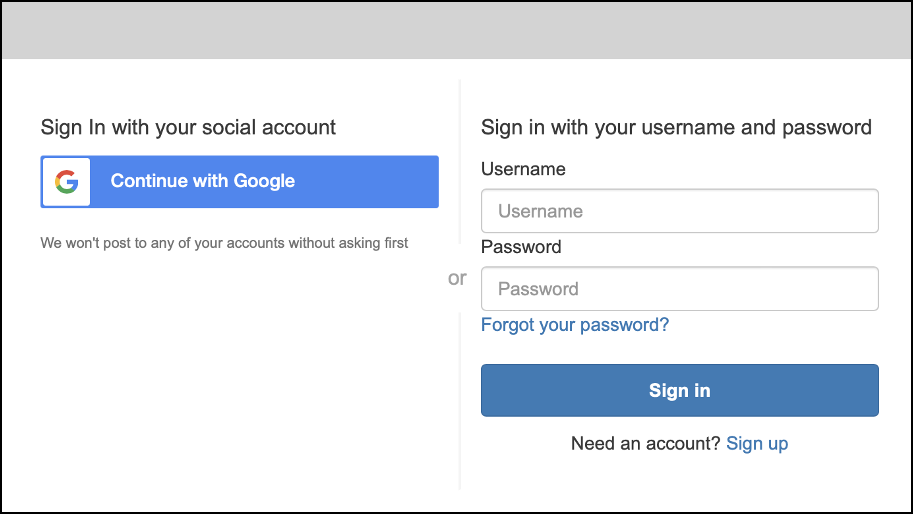 Sign In with your social account
Continue with Google
We won't post to any of your accounts without asking first
or
Sign in with your username and password
Username
Username
Password
Password
Forgot your password?
Sign in
Need an account? Sign up